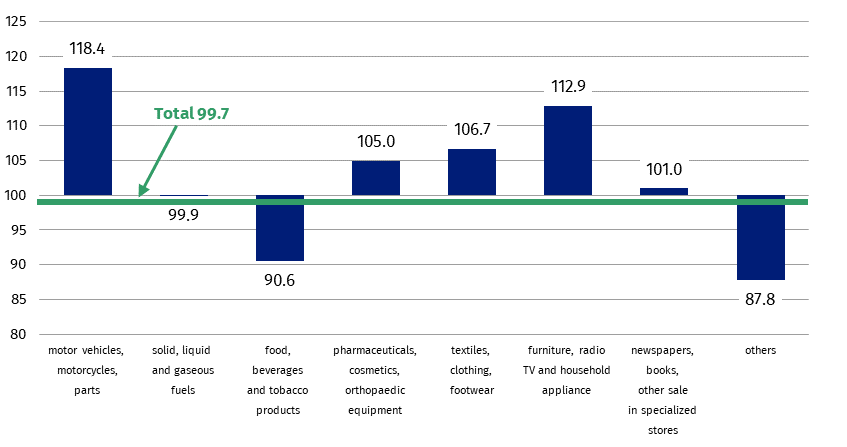 125
120
115
110
105
100
95
90
85
80
118.4
Total 99.7
99.9
90.6
105.0
106.7
112.9
101.0
87.8
motor vehicles,
motorcycles,
parts
solid, liquid
and gaseous
fuels
food,
beverages
and tobacco
products
pharmaceuticals,
cosmetics,
orthopaedic
equipment
textiles,
clothing,
footwear
furniture, radio
TV and household
appliance
newspapers,
books,
other sale
in specialized
stores
others